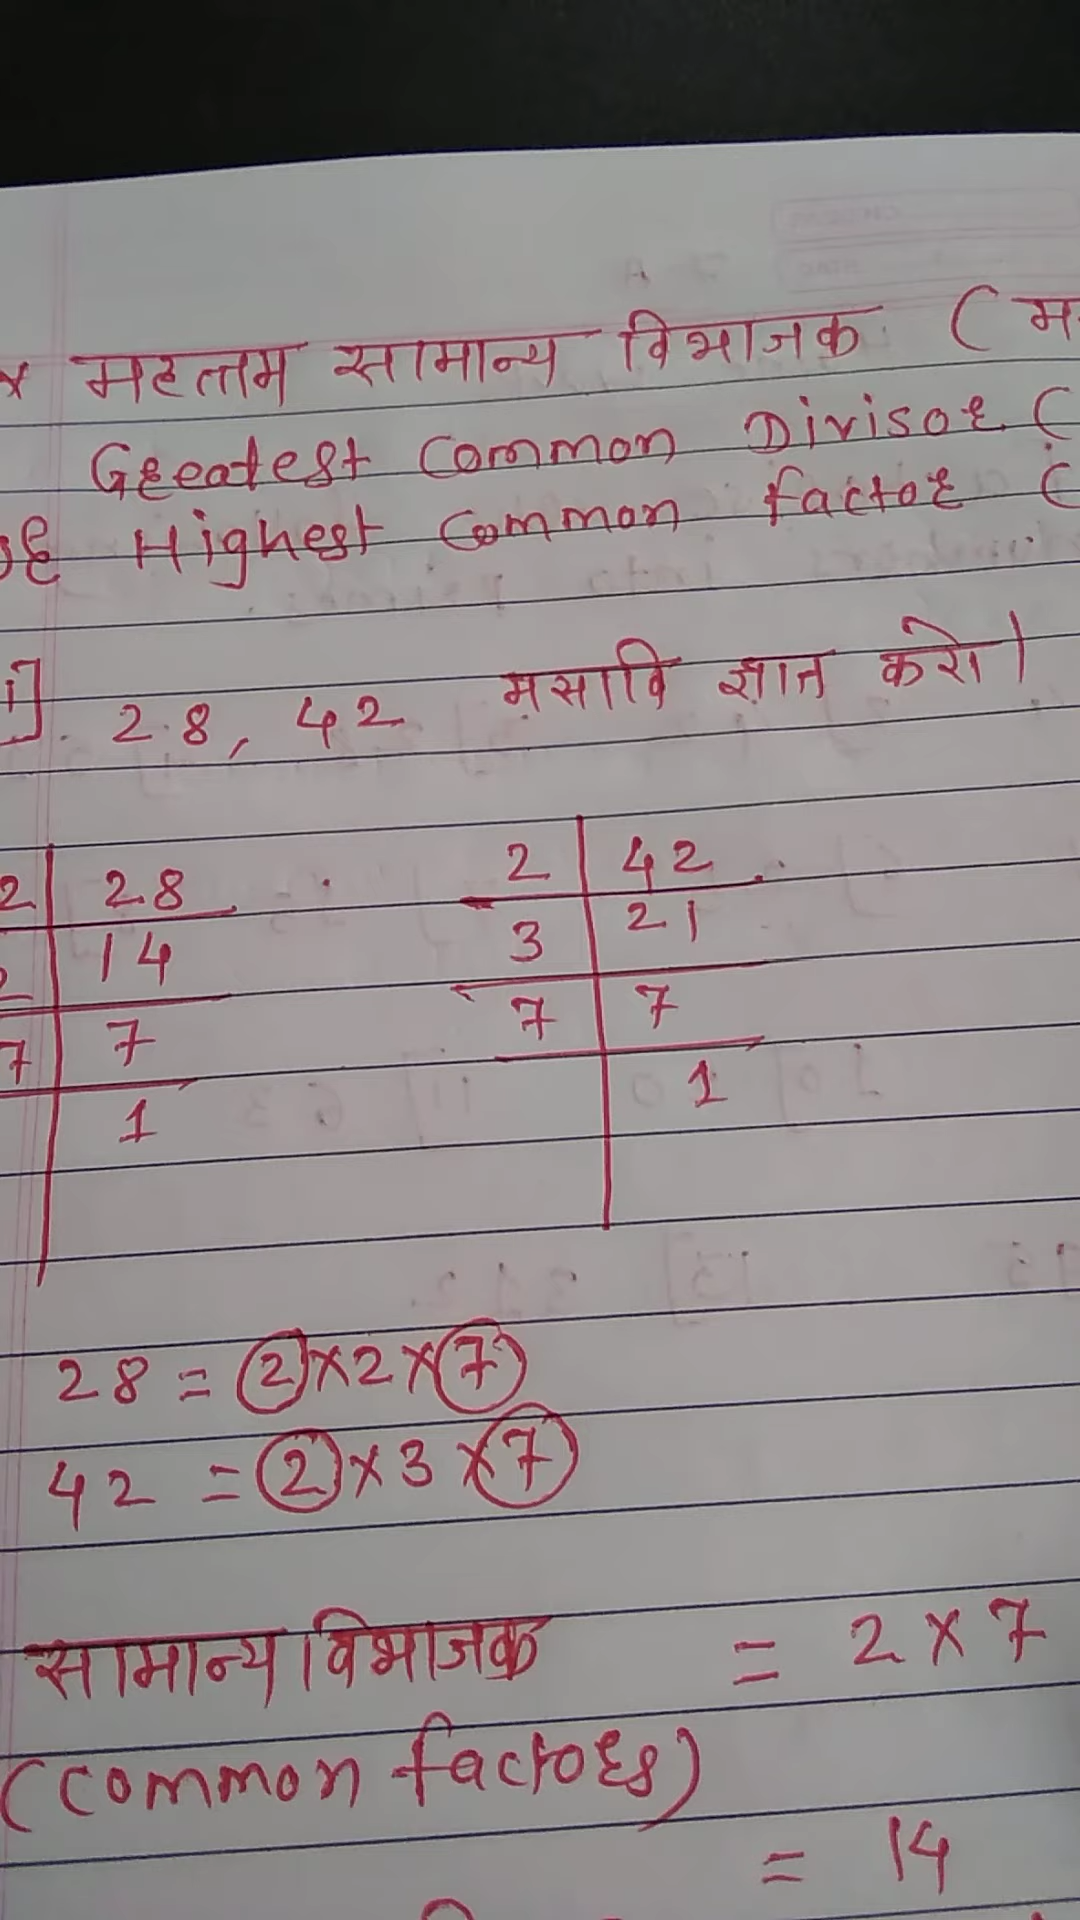 * महत्तम सामान्य विभाजक (म.
Greatest Common Divisor (
or Highest Common factor (
i] 28, 42 मसावि ज्ञात करो।
2 28 2 42
2 14 3 21
7 7 7 7
1 1
28 = 2×2×7
42 = 2×3×7
सामान्य विभाजक = 2×7
(common factors)
= 14